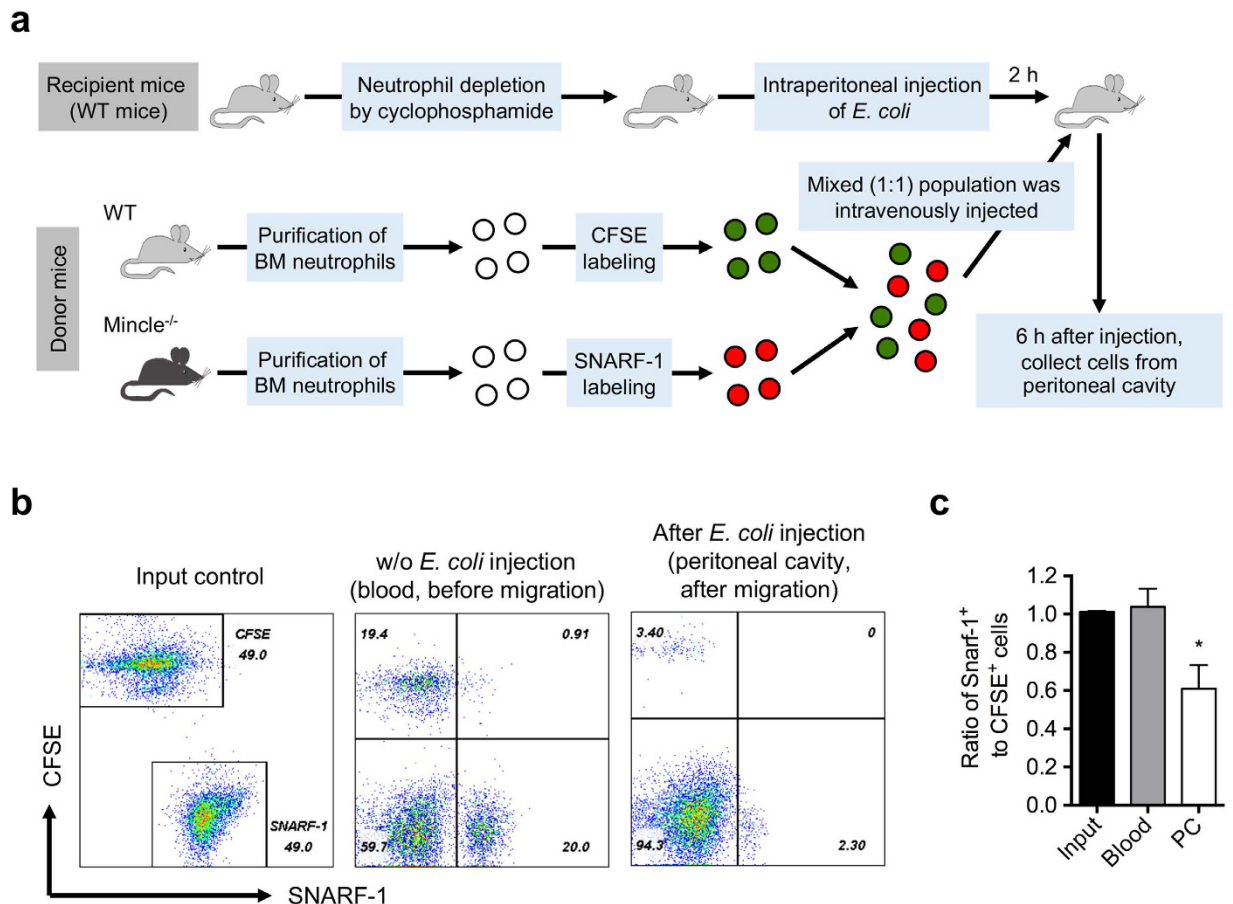 a
Recipient mice
(WT mice)
Neutrophil depletion
by cyclophosphamide
Intraperitoneal injection
of E. coli
2 h
Donor mice
WT
Purification of
BM neutrophils
CFSE
labeling
Mixed (1:1) population was
intravenously injected
Mincle-/-
Purification of
BM neutrophils
SNARF-1
labeling
6 h after injection,
collect cells from
peritoneal cavity
b
Input control
w/o E. coli injection
(blood, before migration)
After E. coli injection
(peritoneal cavity,
after migration)
CFSE
49.0
SNARF-1
49.0
19.4
0.91
59.7
20.0
3.40
0
94.3
2.30
CFSE
SNARF-1
c
Ratio of Snarf-1+
to CFSE+ cells
1.2
1.0
0.8
0.6
0.4
0.2
0.0
*
Input
Blood
PC